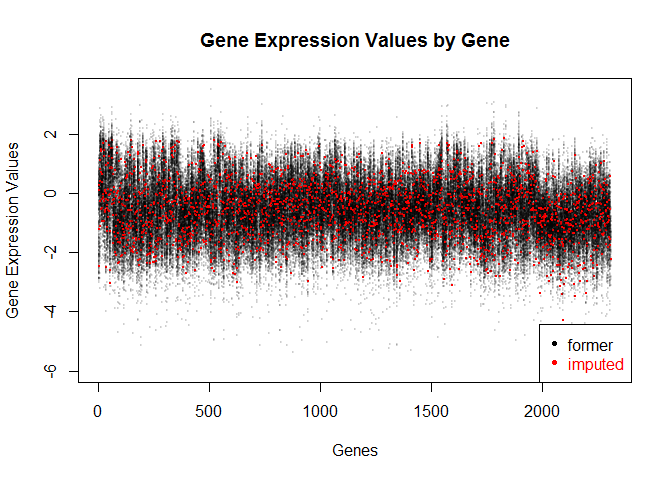 Gene Expression Values by Gene
Gene Expression Values
2
0
-2
-4
-6
0
500
1000
1500
2000
Genes
former
imputed